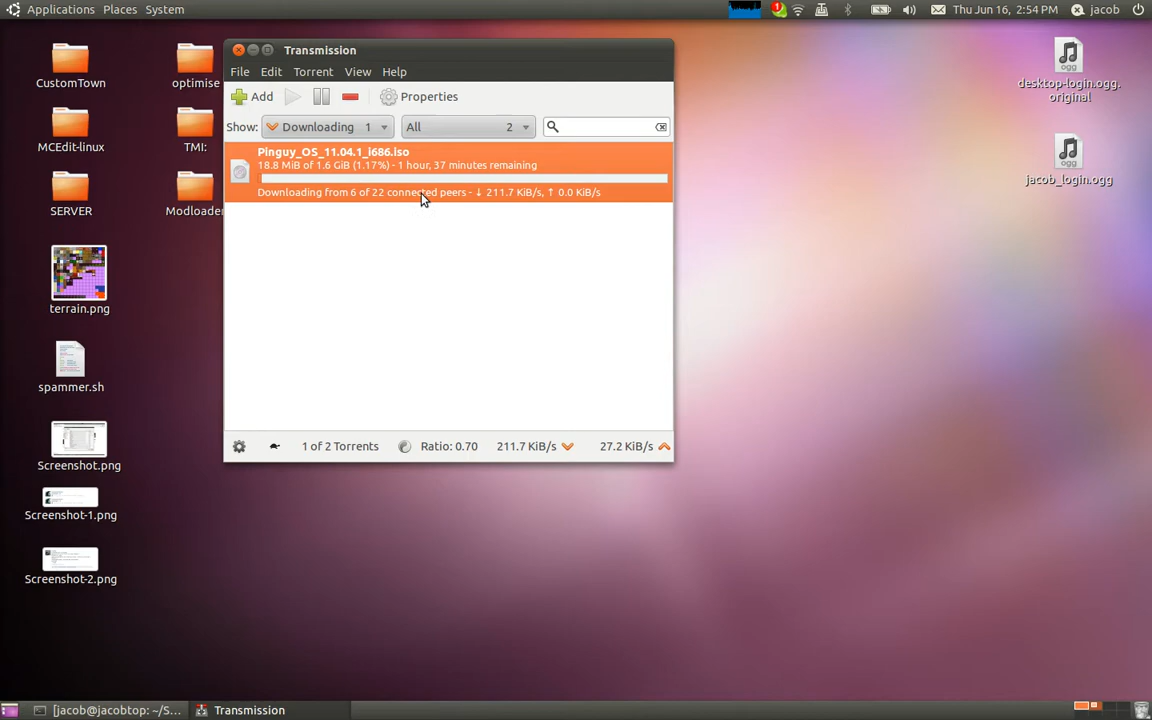 Applications Places System
1
Thu Jun 16, 2:54 PM
jacob
Transmission
File Edit Torrent View Help
Add
Properties
Show:
Downloading 1
All 2
Pinguy_OS_11.04.1_i686.iso
18.8 MiB of 1.6 GiB (1.17%) - 1 hour, 37 minutes remaining
Downloading from 6 of 22 connected peers - ↓ 211.7 KiB/s, ↑ 0.0 KiB/s
1 of 2 Torrents
Ratio: 0.70
211.7 KiB/s
27.2 KiB/s
CustomTown
optimise
MCEdit-linux
TMI:
SERVER
Modloader
terrain.png
spammer.sh
Screenshot.png
Screenshot-1.png
Screenshot-2.png
ogg
desktop-login.ogg.
original
ogg
jacob_login.ogg
[jacob@jacobtop: ~/S...
Transmission